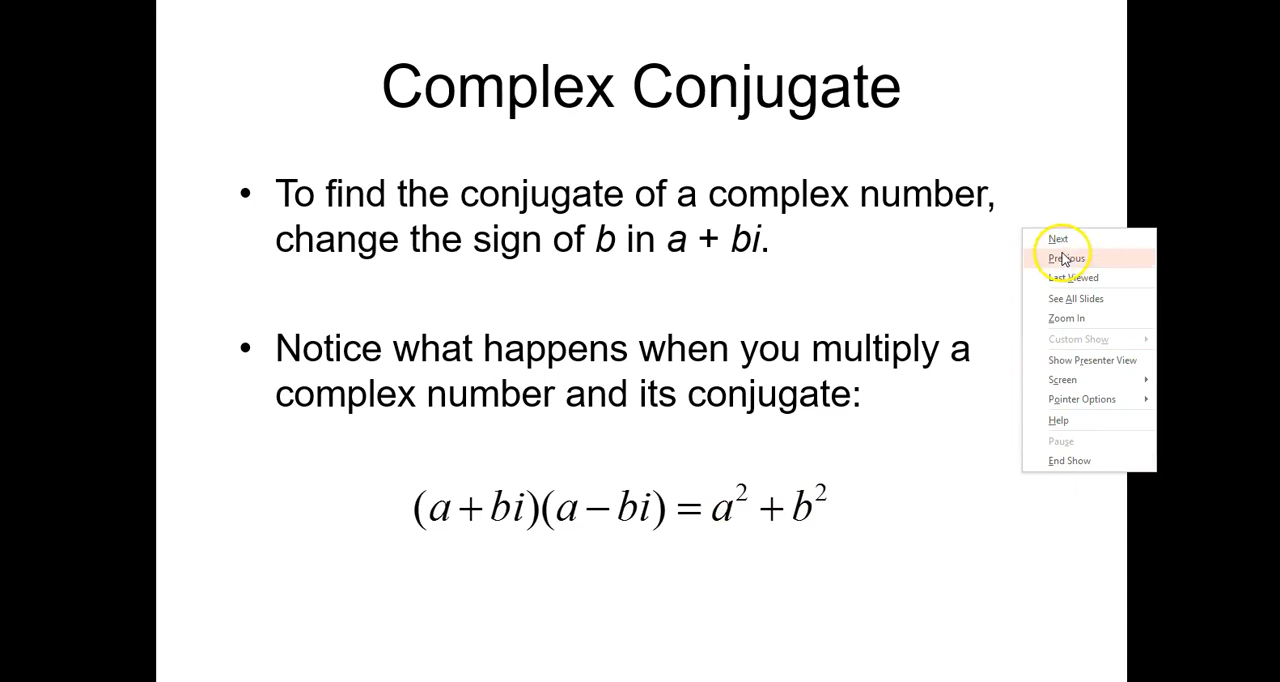 Complex Conjugate
• To find the conjugate of a complex number,
change the sign of b in a + bi.
• Notice what happens when you multiply a
complex number and its conjugate:
(a + bi)(a − bi) = a² + b²
Next
Previous
Last Viewed
See All Slides
Zoom In
Custom Show
Show Presenter View
Screen
Pointer Options
Help
Pause
End Show